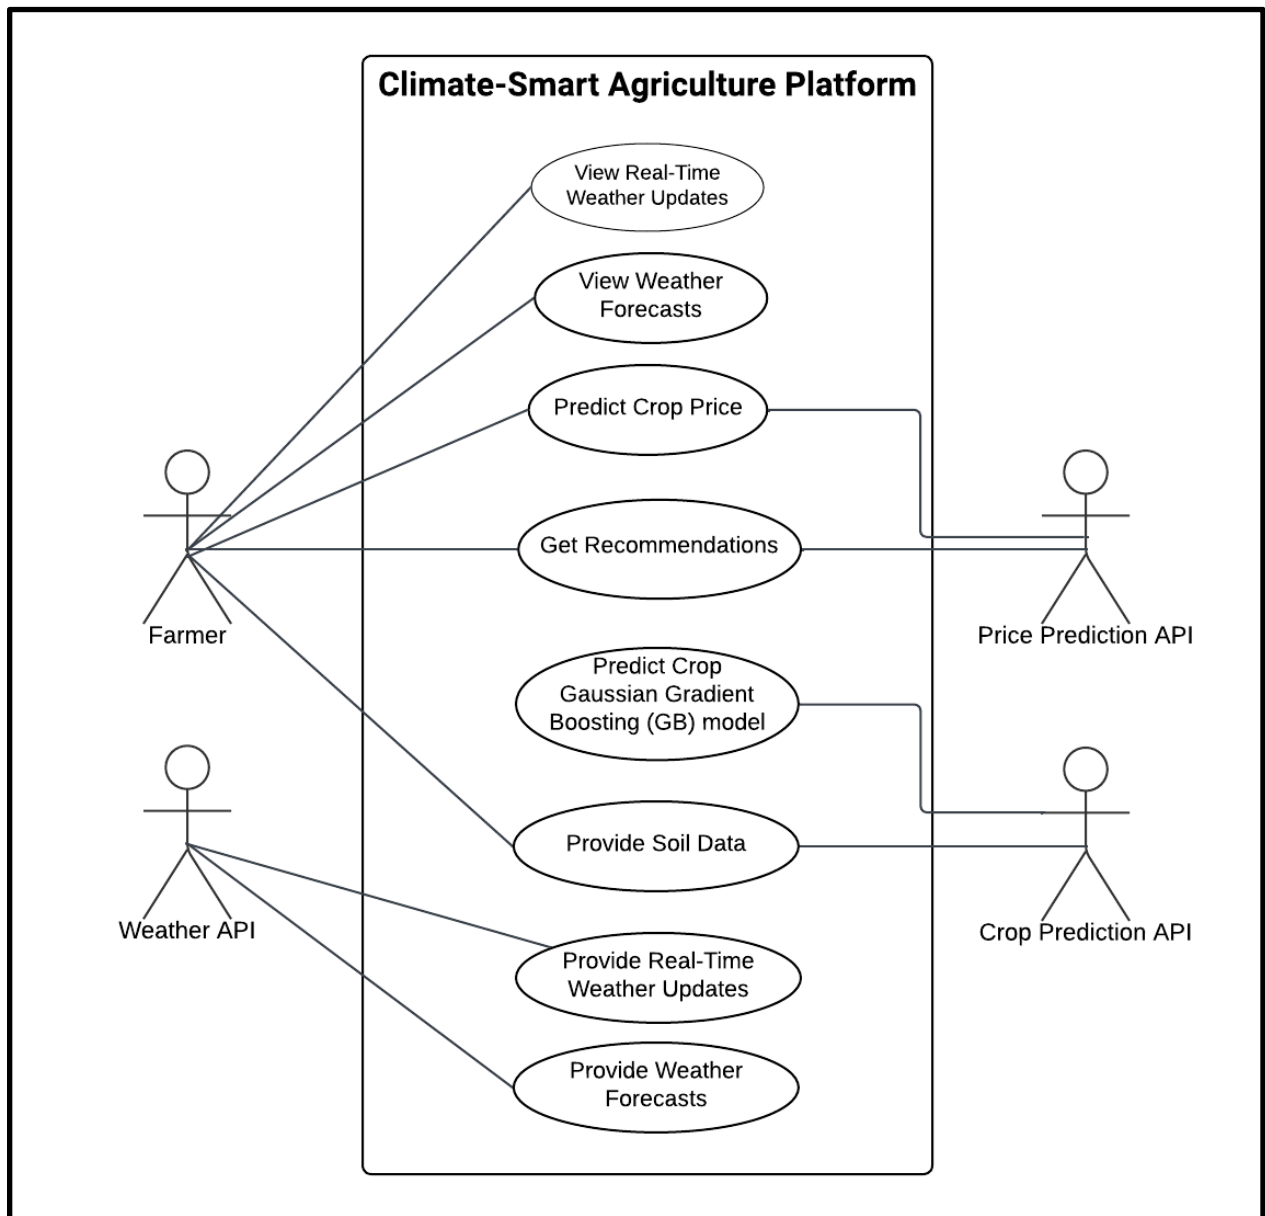 Climate-Smart Agriculture Platform
View Real-Time
Weather Updates
View Weather
Forecasts
Predict Crop Price
Get Recommendations
Farmer
Price Prediction API
Predict Crop
Gaussian Gradient
Boosting (GB) model
Provide Soil Data
Weather API
Crop Prediction API
Provide Real-Time
Weather Updates
Provide Weather
Forecasts